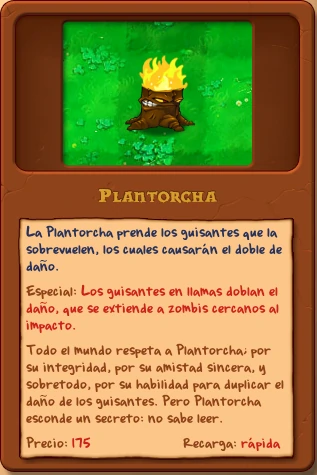 PLANTORCHA
La Plantorcha prende los guisantes que la
sobrevuelen, los cuales causarán el doble de
daño.
Especial: Los guisantes en llamas doblan el
daño, que se extiende a zombis cercanos al
impacto.
Todo el mundo respeta a Plantorcha; por
su integridad, por su amistad sincera, y
sobretodo, por su habilidad para duplicar el
daño de los guisantes. Pero Plantorcha
esconde un secreto: no sabe leer.
Precio: 175 Recarga: rápida